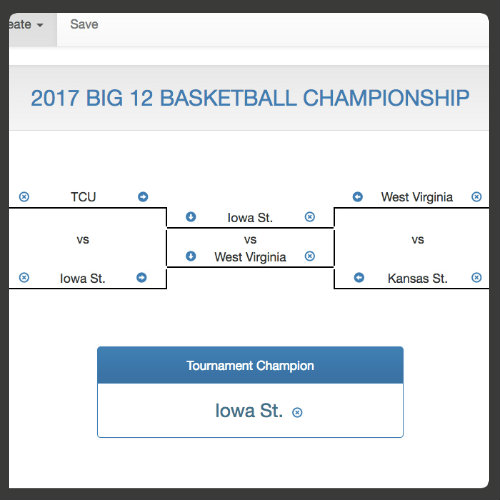 eate Save
2017 BIG 12 BASKETBALL CHAMPIONSHIP
TCU West Virginia
Iowa St.
vs vs vs
West Virginia
Iowa St. Kansas St.
Tournament Champion
Iowa St.